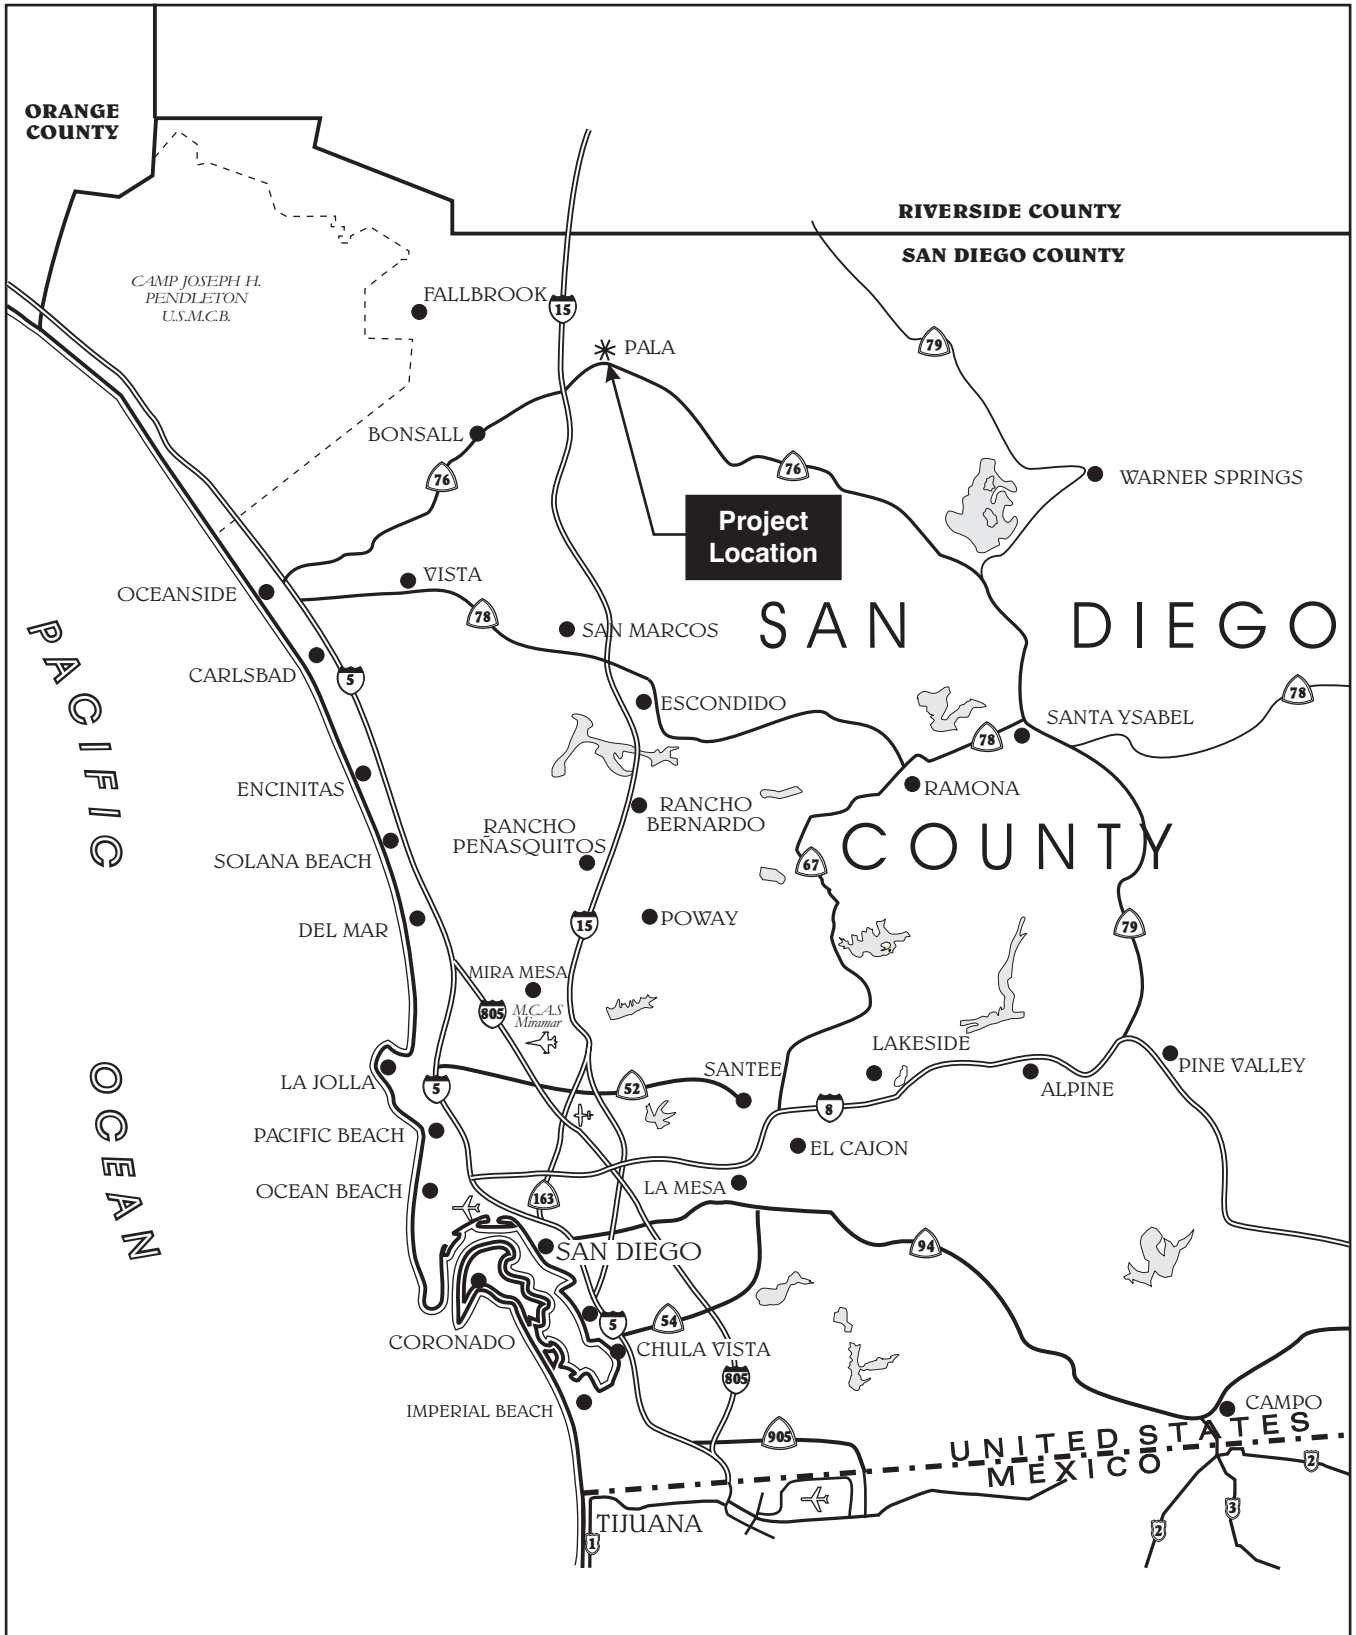 ORANGE
COUNTY
RIVERSIDE COUNTY
SAN DIEGO COUNTY
CAMP JOSEPH H.
PENDLETON
U.S.M.C.B.
FALLBROOK
15
79
PALA
BONSALL
76
76
WARNER SPRINGS
Project
Location
VISTA
OCEANSIDE
78
SAN MARCOS
SAN DIEGO
PACIFIC
CARLSBAD
5
ESCONDIDO
78
SANTA YSABEL
78
ENCINITAS
RAMONA
RANCHO
BERNARDO
RANCHO
PEÑASQUITOS
COUNTY
SOLANA BEACH
67
DEL MAR
15
POWAY
79
MIRA MESA
805
M.C.A.S
Miramar
LAKESIDE
OCEAN
LA JOLLA
5
52
SANTEE
PINE VALLEY
ALPINE
8
PACIFIC BEACH
EL CAJON
OCEAN BEACH
163
LA MESA
SAN DIEGO
94
5
54
CORONADO
CHULA VISTA
805
IMPERIAL BEACH
CAMPO
905
UNITED STATES
MEXICO
2
TIJUANA
1
2
3